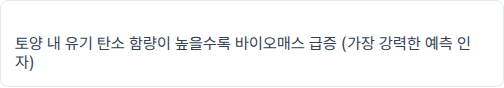 토양 내 유기 탄소 함량이 높을수록 바이오매스 급증 (가장 강력한 예측 인
자)